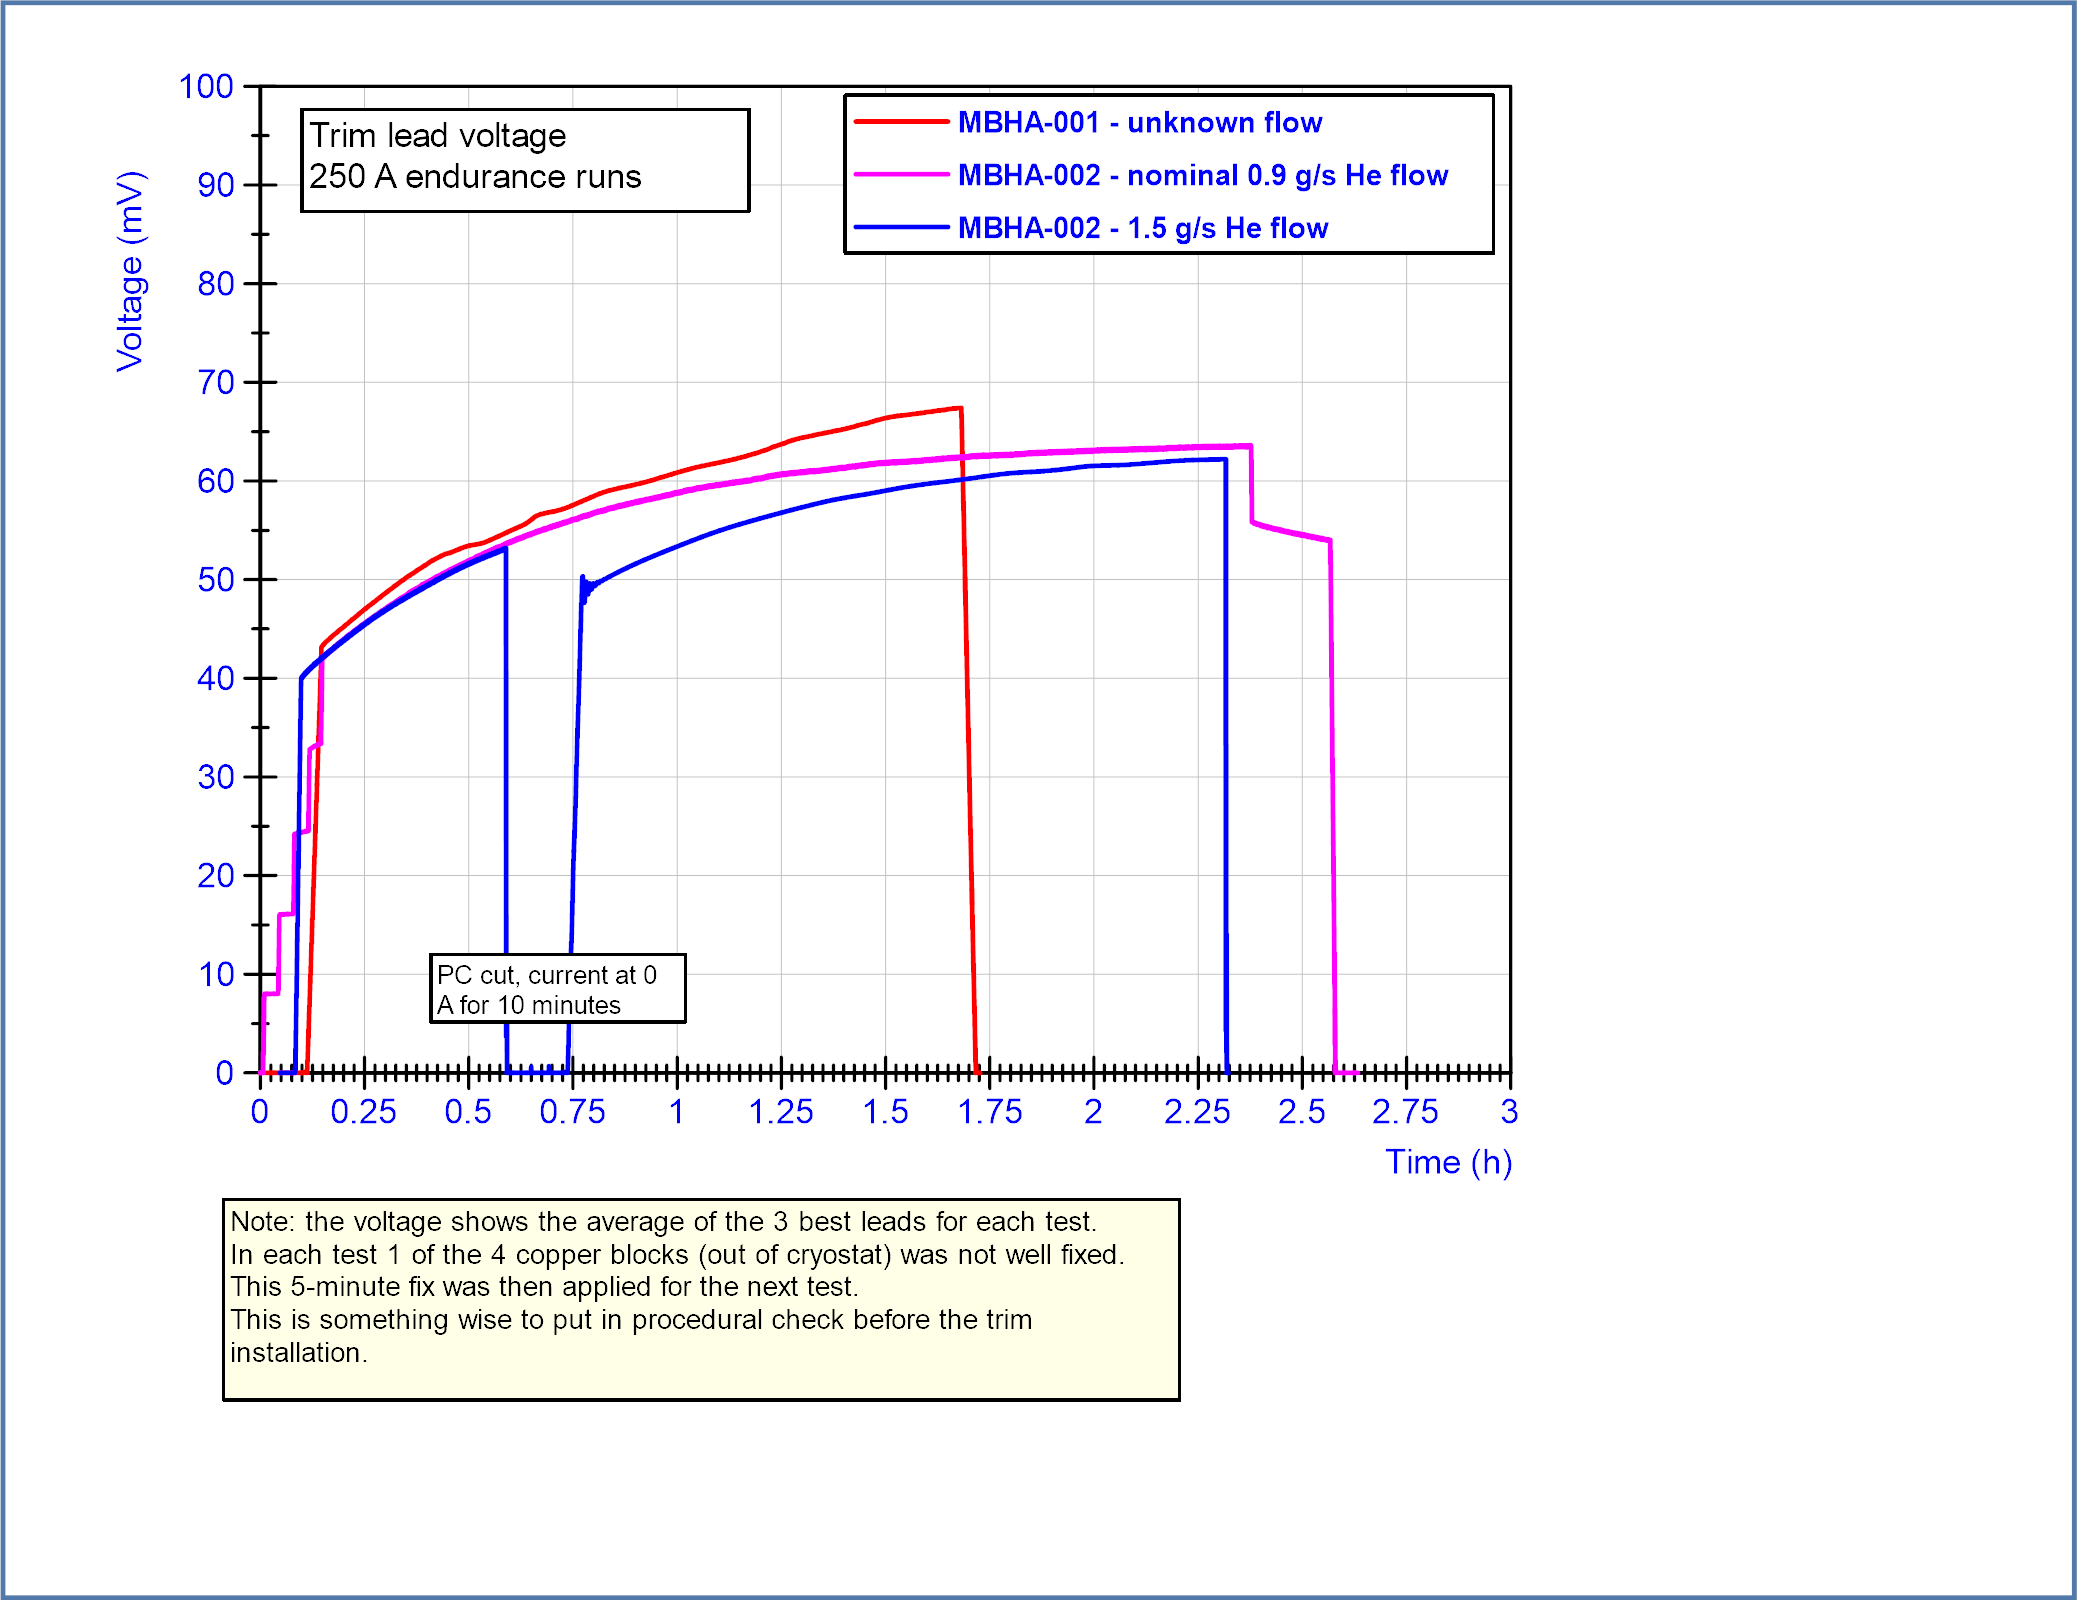 100
90
80
70
60
50
40
30
20
10
0
Voltage (mV)
Trim lead voltage
250 A endurance runs
MBHA-001 - unknown flow
MBHA-002 - nominal 0.9 g/s He flow
MBHA-002 - 1.5 g/s He flow
PC cut, current at 0
A for 10 minutes
0 0.25 0.5 0.75 1 1.25 1.5 1.75 2 2.25 2.5 2.75 3
Time (h)
Note: the voltage shows the average of the 3 best leads for each test.
In each test 1 of the 4 copper blocks (out of cryostat) was not well fixed.
This 5-minute fix was then applied for the next test.
This is something wise to put in procedural check before the trim
installation.